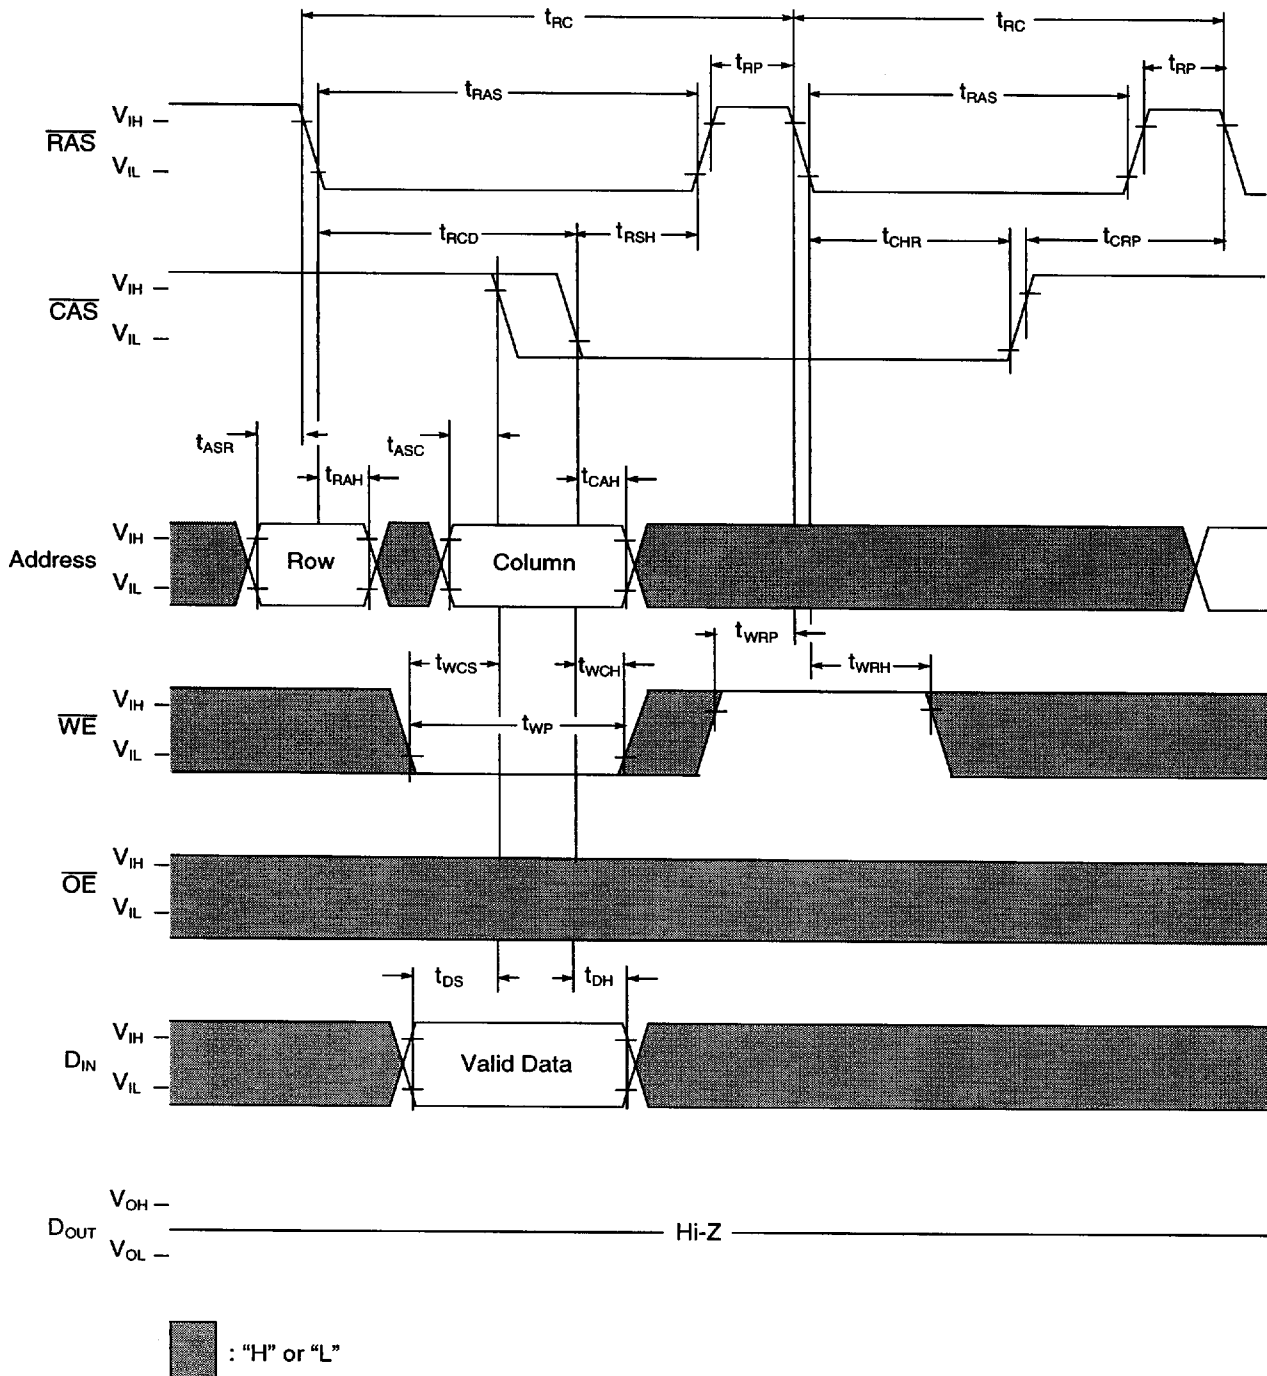 tRC tRC
tRP tRP
tRAS tRAS
VIH
RAS
VIL
tRCD tRSH tCHR tCRP
VIH
CAS
VIL
tASR tASC
tRAH tCAH
VIH
Address Row Column
VIL
tWRP
tWCS tWCH tWRH
VIH
WE tWP
VIL
VIH
OE
VIL
tDS tDH
VIH
DIN Valid Data
VIL
VOH
DOUT Hi-Z
VOL
: "H" or "L"